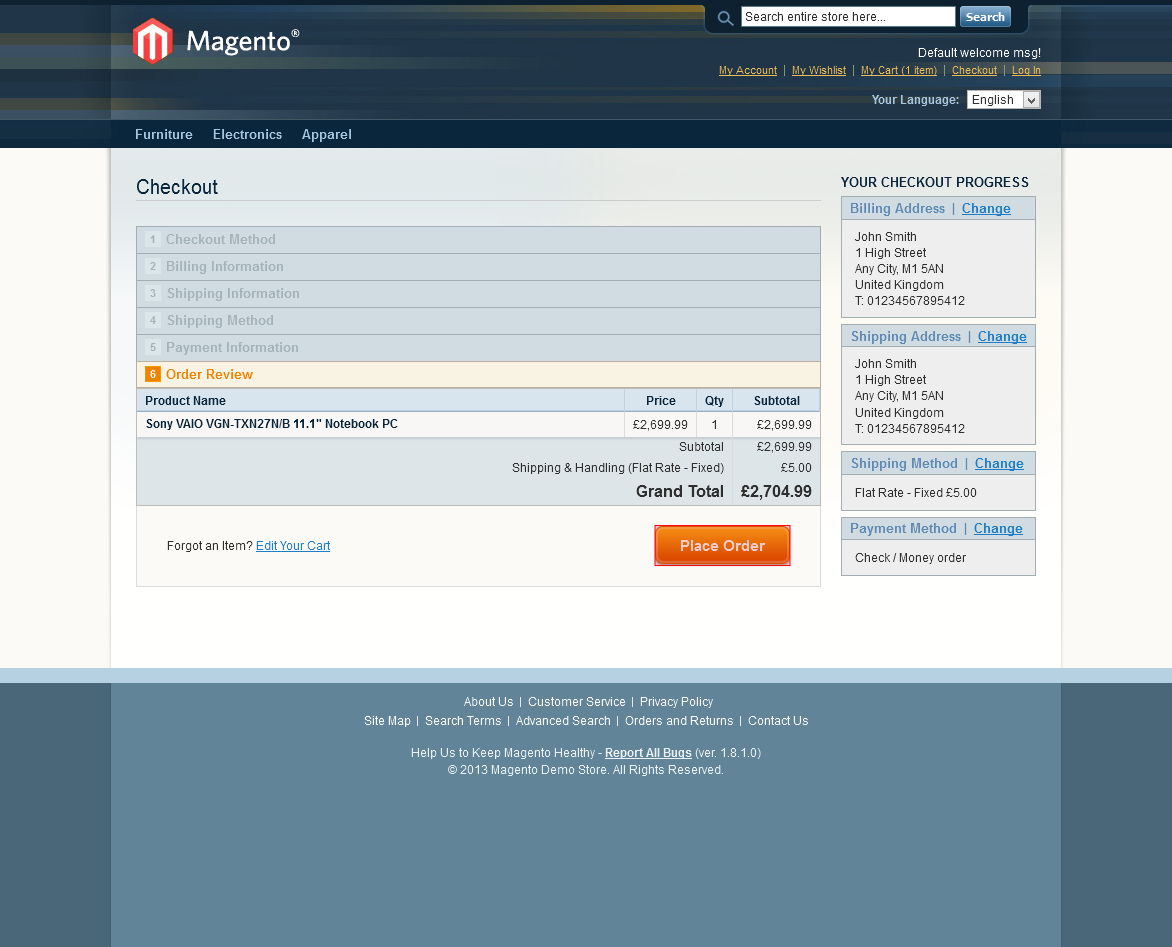 Magento®
Search entire store here...
Search
Default welcome msg!
My Account | My Wishlist | My Cart (1 item) | Checkout | Log In
Your Language: English
Furniture Electronics Apparel
Checkout
1 Checkout Method
2 Billing Information
3 Shipping Information
4 Shipping Method
5 Payment Information
6 Order Review
Product Name Price Qty Subtotal
Sony VAIO VGN-TXN27N/B 11.1" Notebook PC £2,699.99 1 £2,699.99
Subtotal £2,699.99
Shipping & Handling (Flat Rate - Fixed) £5.00
Grand Total £2,704.99
Forgot an Item? Edit Your Cart
Place Order
YOUR CHECKOUT PROGRESS
Billing Address | Change
John Smith
1 High Street
Any City, M1 5AN
United Kingdom
T: 01234567895412
Shipping Address | Change
John Smith
1 High Street
Any City, M1 5AN
United Kingdom
T: 01234567895412
Shipping Method | Change
Flat Rate - Fixed £5.00
Payment Method | Change
Check / Money order
About Us | Customer Service | Privacy Policy
Site Map | Search Terms | Advanced Search | Orders and Returns | Contact Us
Help Us to Keep Magento Healthy - Report All Bugs (ver. 1.8.1.0)
© 2013 Magento Demo Store. All Rights Reserved.